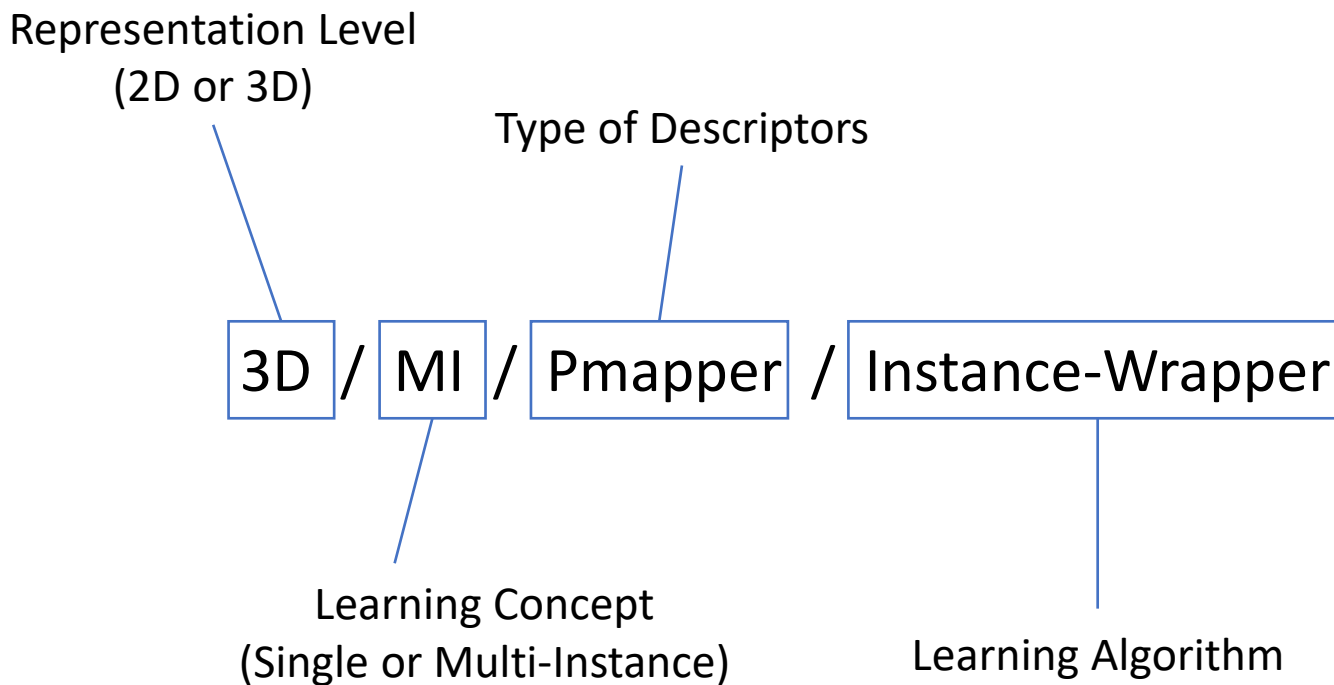 Representation Level
(2D or 3D)
Type of Descriptors
3D / MI / Pmapper / Instance-Wrapper
Learning Concept
(Single or Multi-Instance)
Learning Algorithm